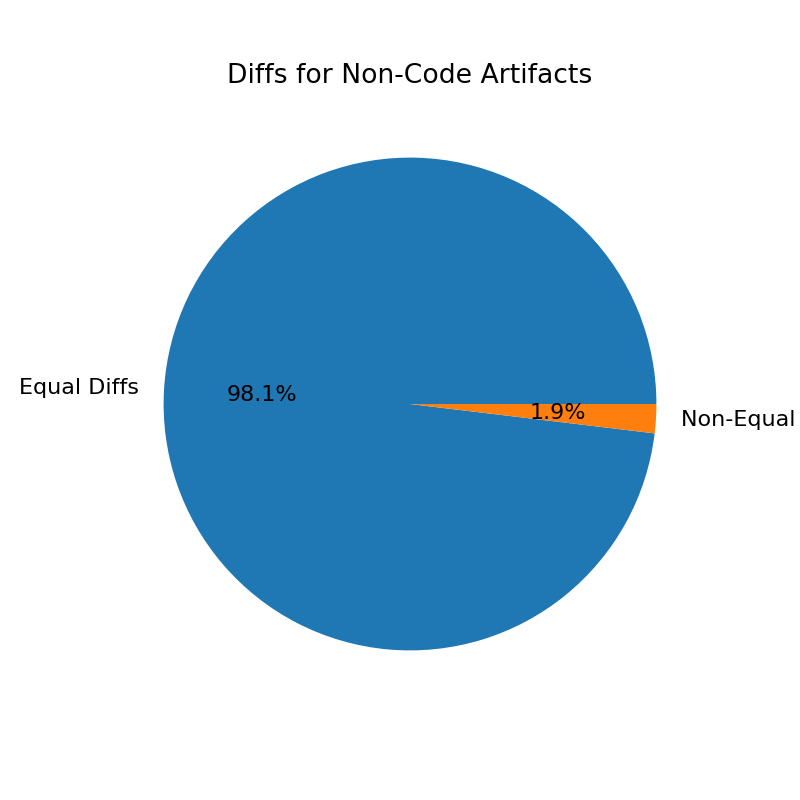 Diffs for Non-Code Artifacts
Equal Diffs
98.1%
1.9%
Non-Equal